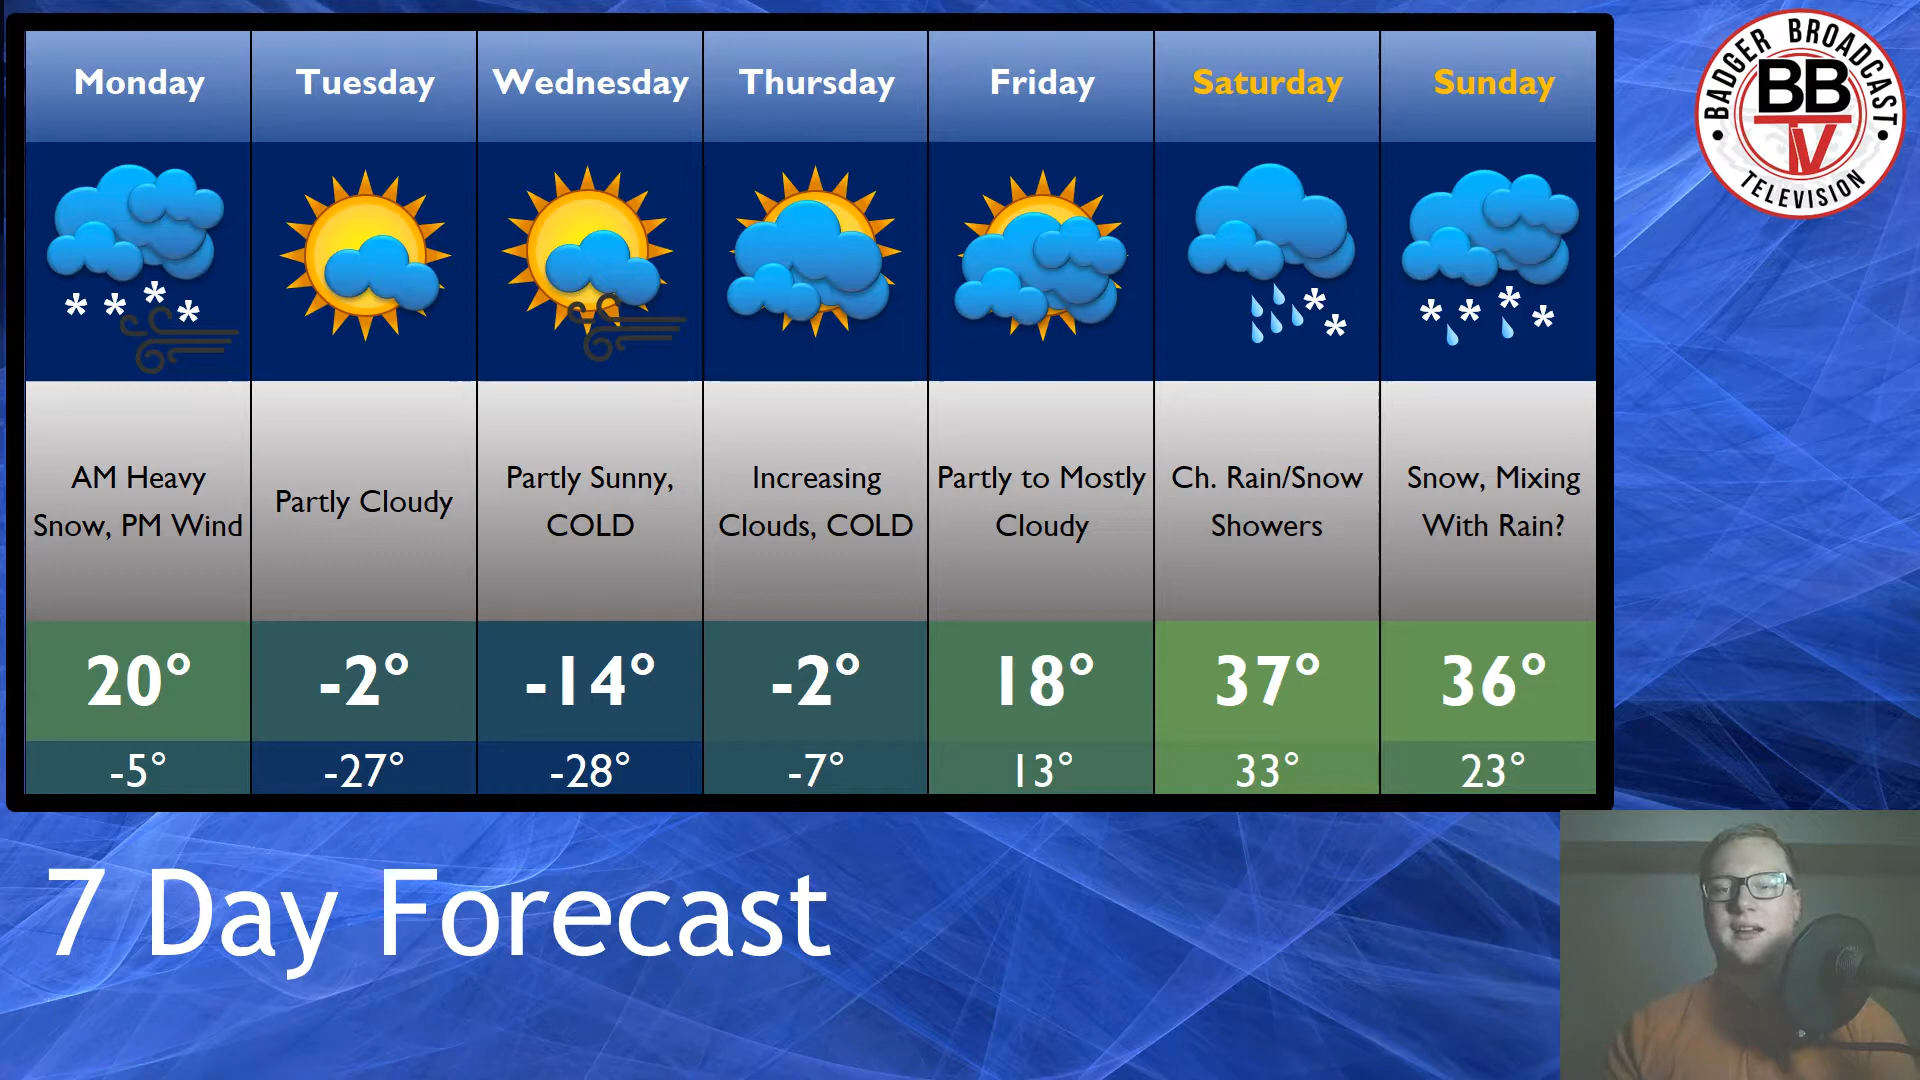 Monday
Tuesday
Wednesday
Thursday
Friday
Saturday
Sunday
AM Heavy
Snow, PM Wind
Partly Cloudy
Partly Sunny,
COLD
Increasing
Clouds, COLD
Partly to Mostly
Cloudy
Ch. Rain/Snow
Showers
Snow, Mixing
With Rain?
20°
-2°
-14°
-2°
18°
37°
36°
-5°
-27°
-28°
-7°
13°
33°
23°
7 Day Forecast
BADGER BROADCAST
BB
TV
TELEVISION